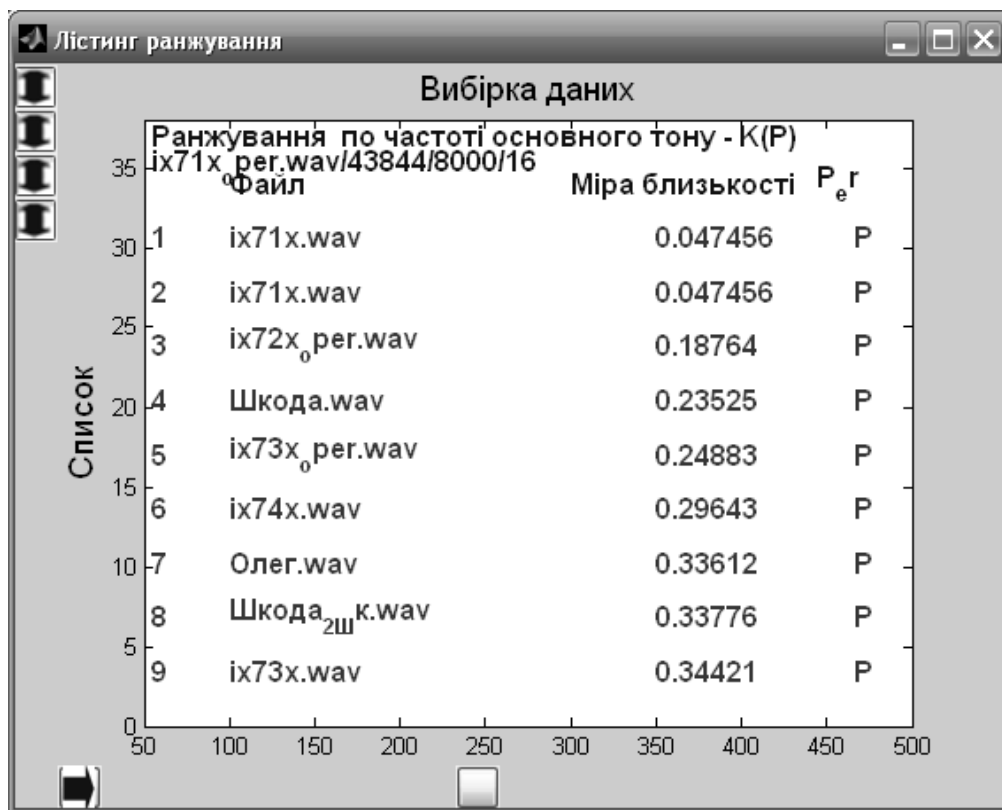 Лістинг ранжування
Вибірка даних
Ранжування по частоті основного тону - K(P)
ix71x_oper.wav/43844/8000/16
Файл Міра близькості P_er
1 ix71x.wav 0.047456 P
2 ix71x.wav 0.047456 P
3 ix72x_oper.wav 0.18764 P
4 Шкода.wav 0.23525 P
5 ix73x_oper.wav 0.24883 P
6 ix74x.wav 0.29643 P
7 Олег.wav 0.33612 P
8 Шкода_2Шк.wav 0.33776 P
9 ix73x.wav 0.34421 P
Список
35
30
25
20
15
10
5
0
50 100 150 200 250 300 350 400 450 500